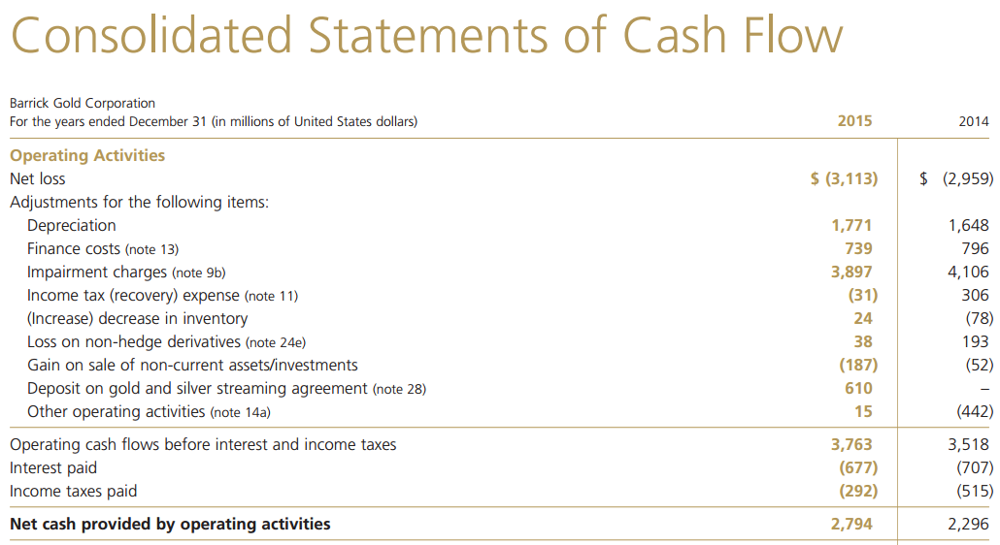 Consolidated Statements of Cash Flow
Barrick Gold Corporation
For the years ended December 31 (in millions of United States dollars) 2015 2014
Operating Activities
Net loss $ (3,113) $ (2,959)
Adjustments for the following items:
Depreciation 1,771 1,648
Finance costs (note 13) 739 796
Impairment charges (note 9b) 3,897 4,106
Income tax (recovery) expense (note 11) (31) 306
(Increase) decrease in inventory 24 (78)
Loss on non-hedge derivatives (note 24e) 38 193
Gain on sale of non-current assets/investments (187) (52)
Deposit on gold and silver streaming agreement (note 28) 610 –
Other operating activities (note 14a) 15 (442)
Operating cash flows before interest and income taxes 3,763 3,518
Interest paid (677) (707)
Income taxes paid (292) (515)
Net cash provided by operating activities 2,794 2,296